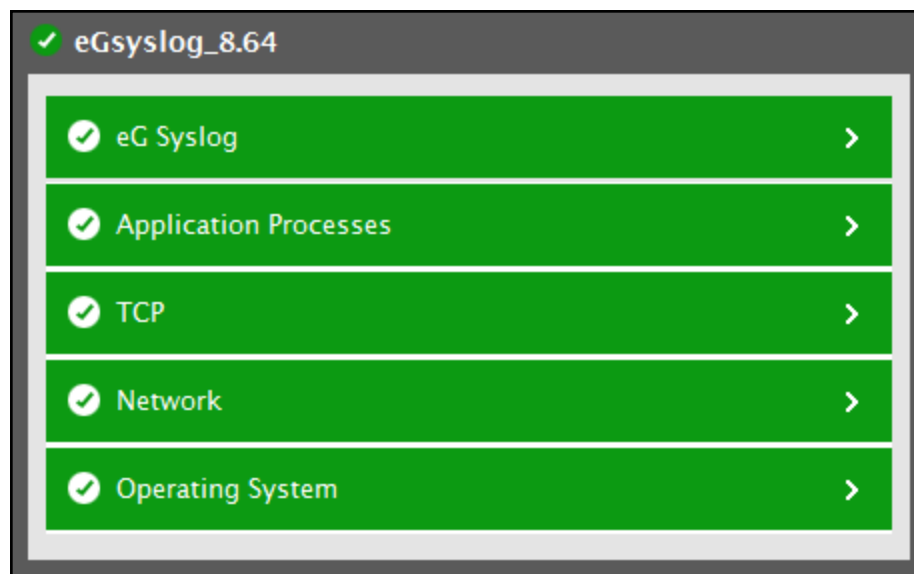 eGsyslog_8.64
eG Syslog
Application Processes
TCP
Network
Operating System